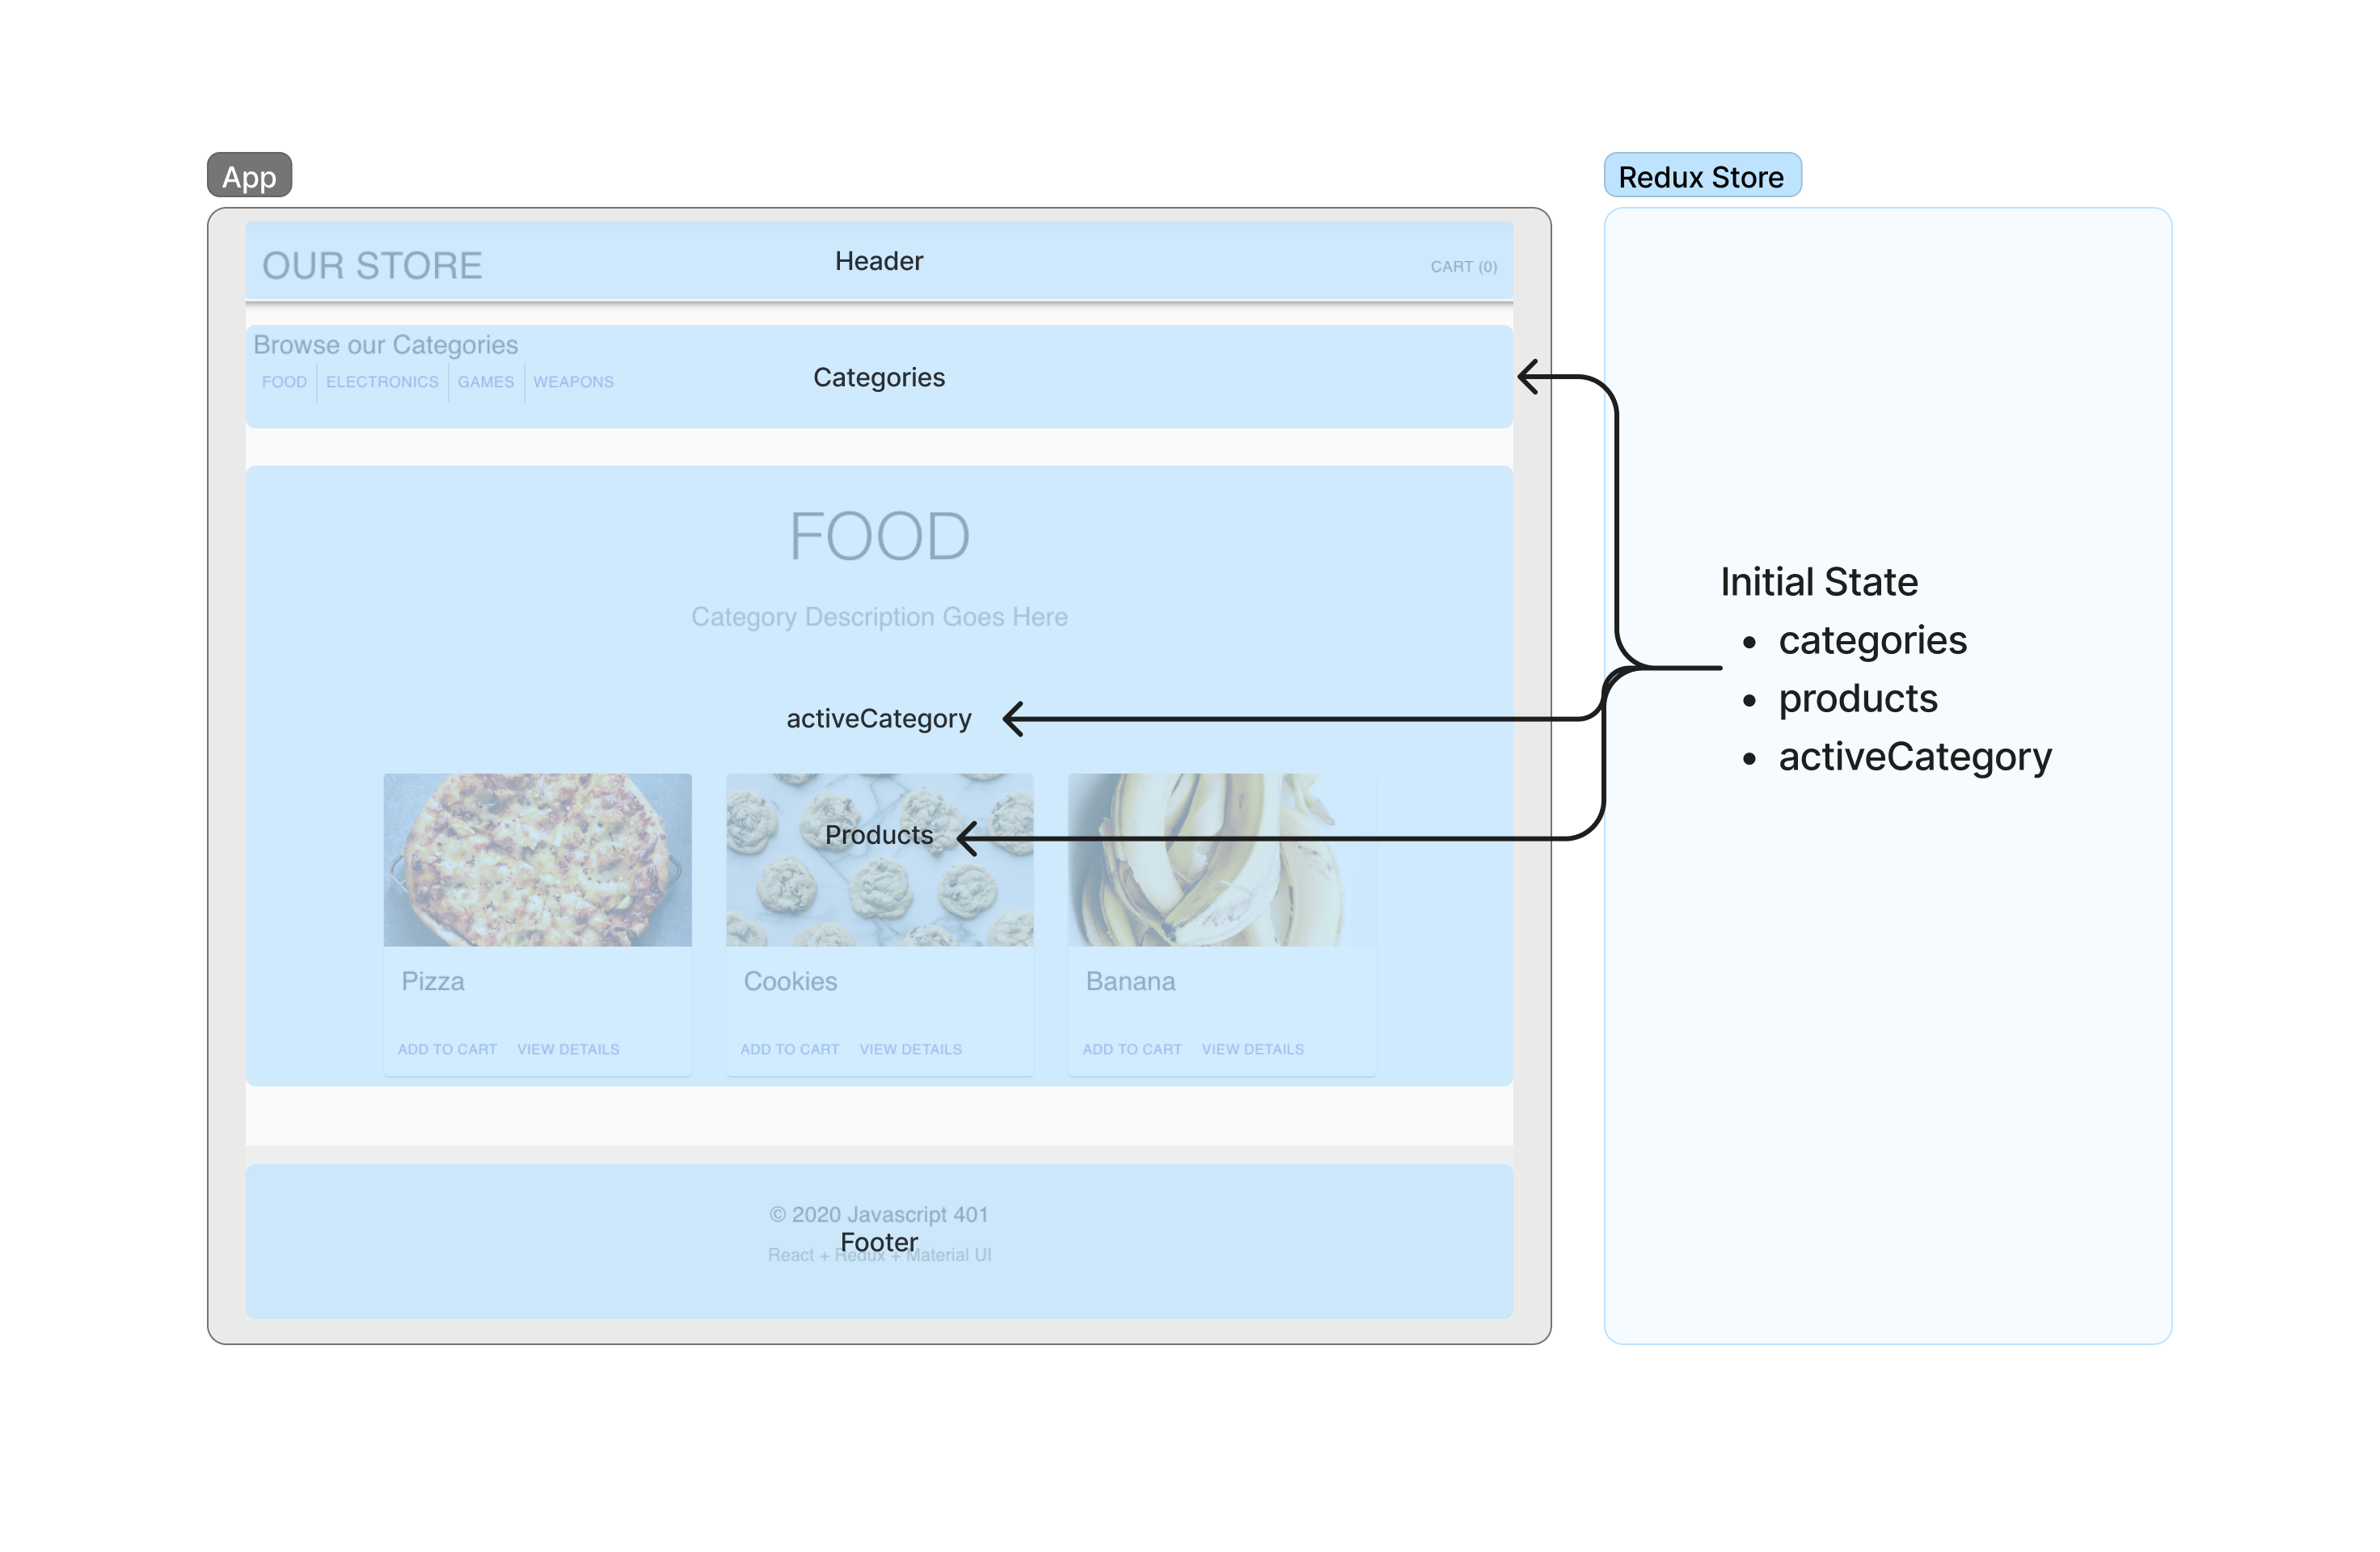 App
Redux Store
OUR STORE
Header
CART (0)
Browse our Categories
FOOD
ELECTRONICS
GAMES
WEAPONS
Categories
FOOD
Category Description Goes Here
activeCategory
Products
Pizza
ADD TO CART
VIEW DETAILS
Cookies
ADD TO CART
VIEW DETAILS
Banana
ADD TO CART
VIEW DETAILS
© 2020 Javascript 401
Footer
React + Redux + Material UI
Initial State
• categories
• products
• activeCategory